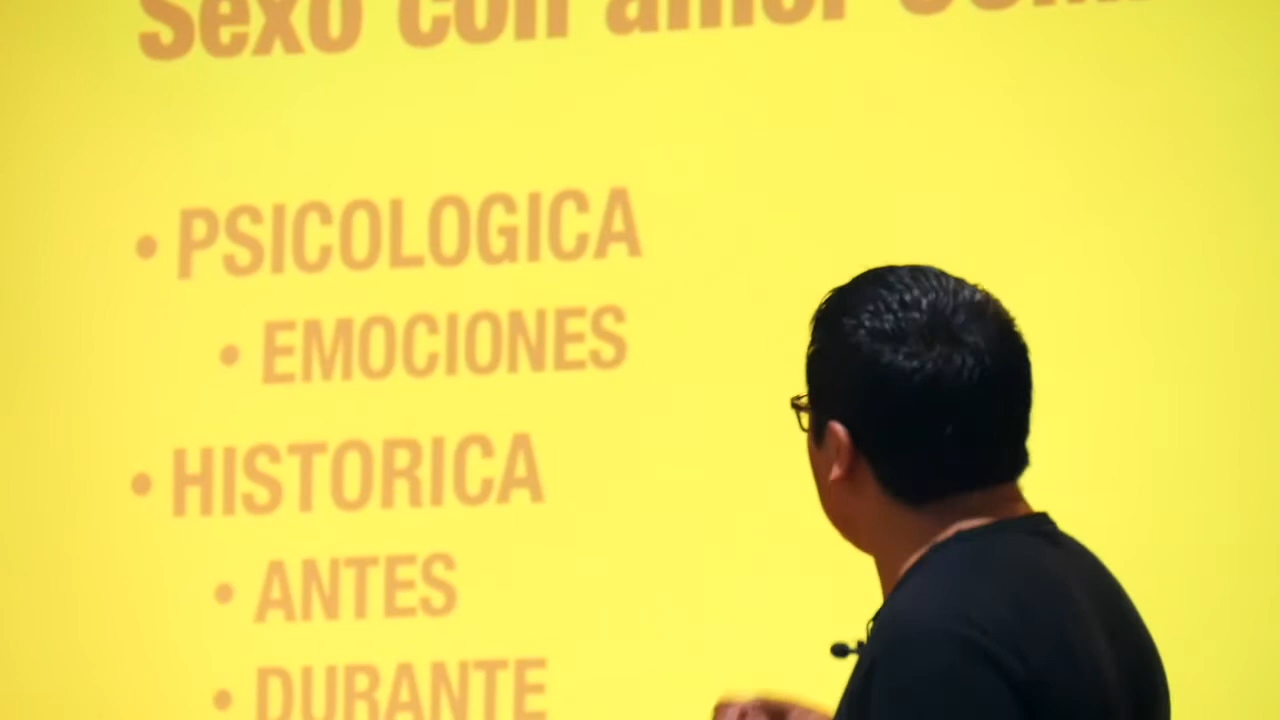 Sexo con amor
• PSICOLOGICA
• EMOCIONES
• HISTORICA
• ANTES
• DURANTE